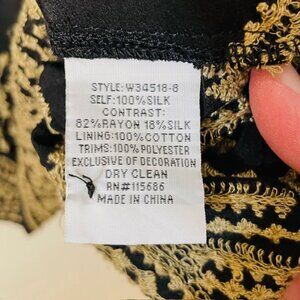 STYLE: W34518-8
SELF:100%SILK
CONTRAST:
82%RAYON 18%SILK
LINING:100%COTTON
TRIMS:100%POLYESTER
EXCLUSIVE OF DECORATION
DRY CLEAN
RN#115686
MADE IN CHINA